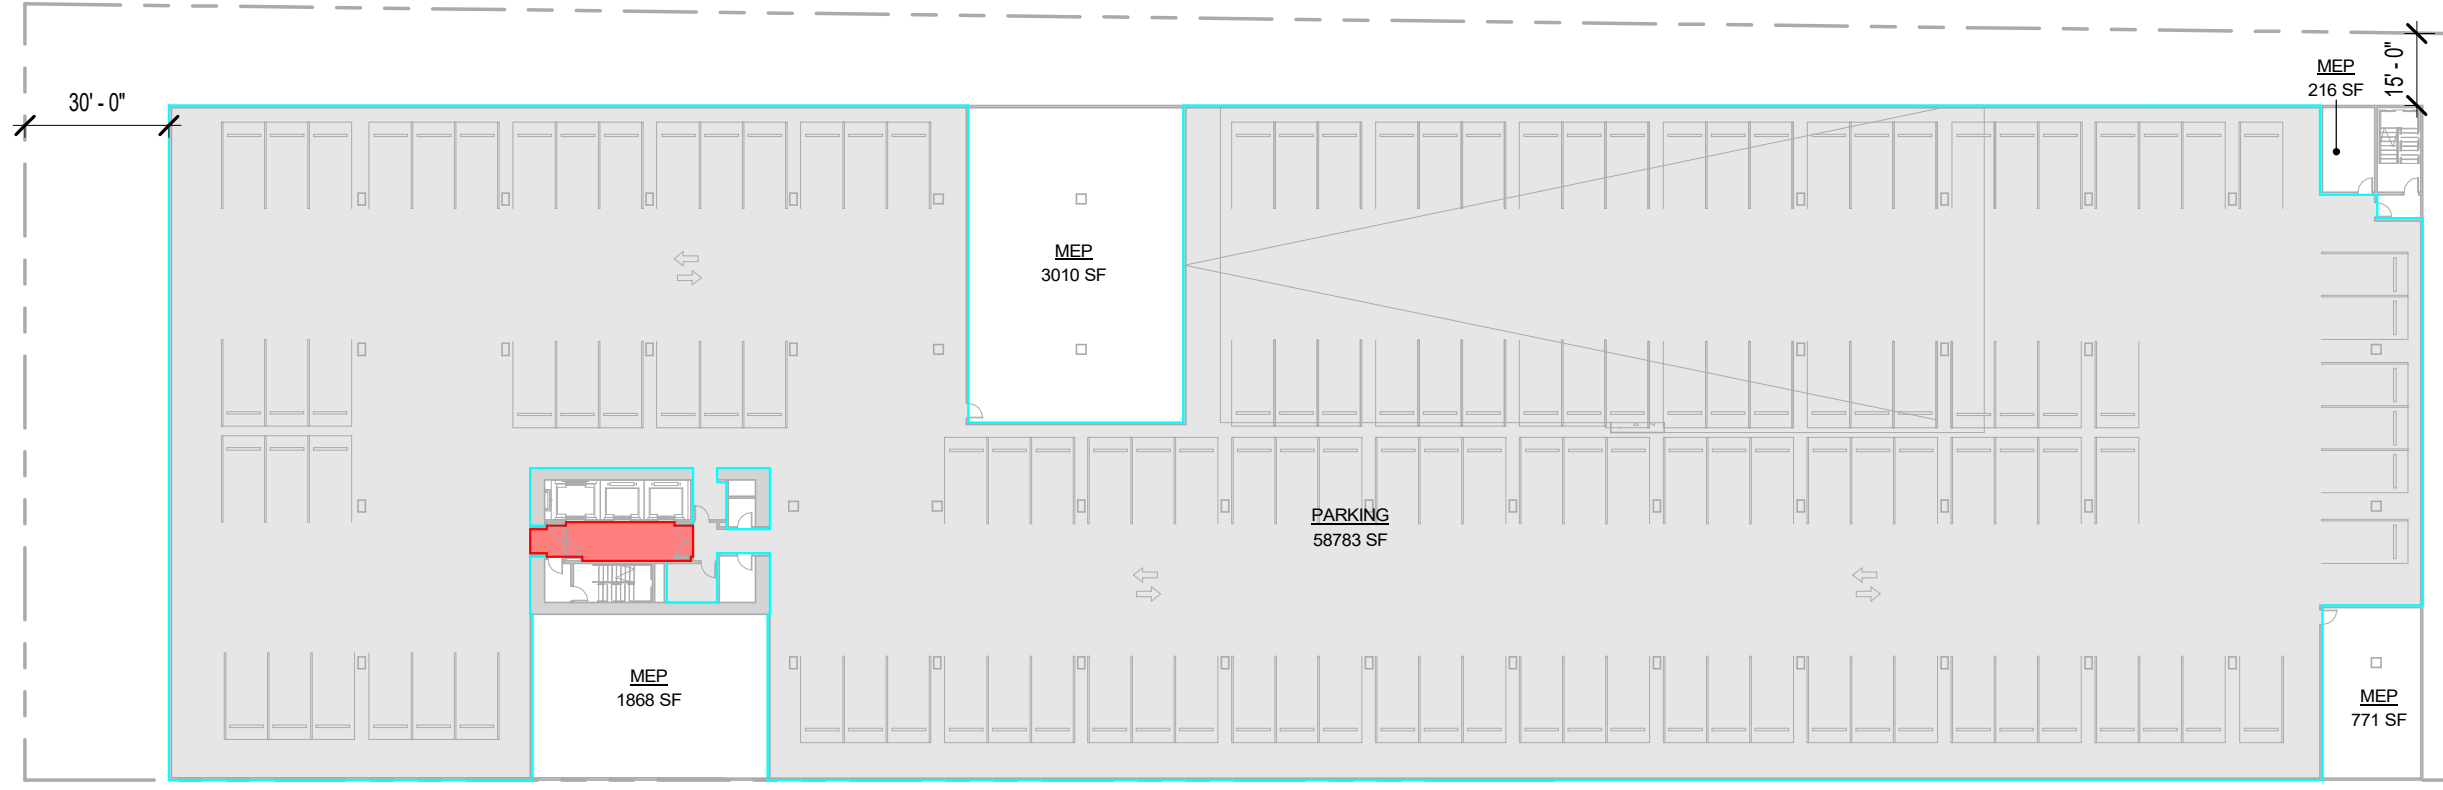 30' - 0"
15' - 0"
MEP
216 SF
MEP
3010 SF
PARKING
58783 SF
MEP
1868 SF
MEP
771 SF